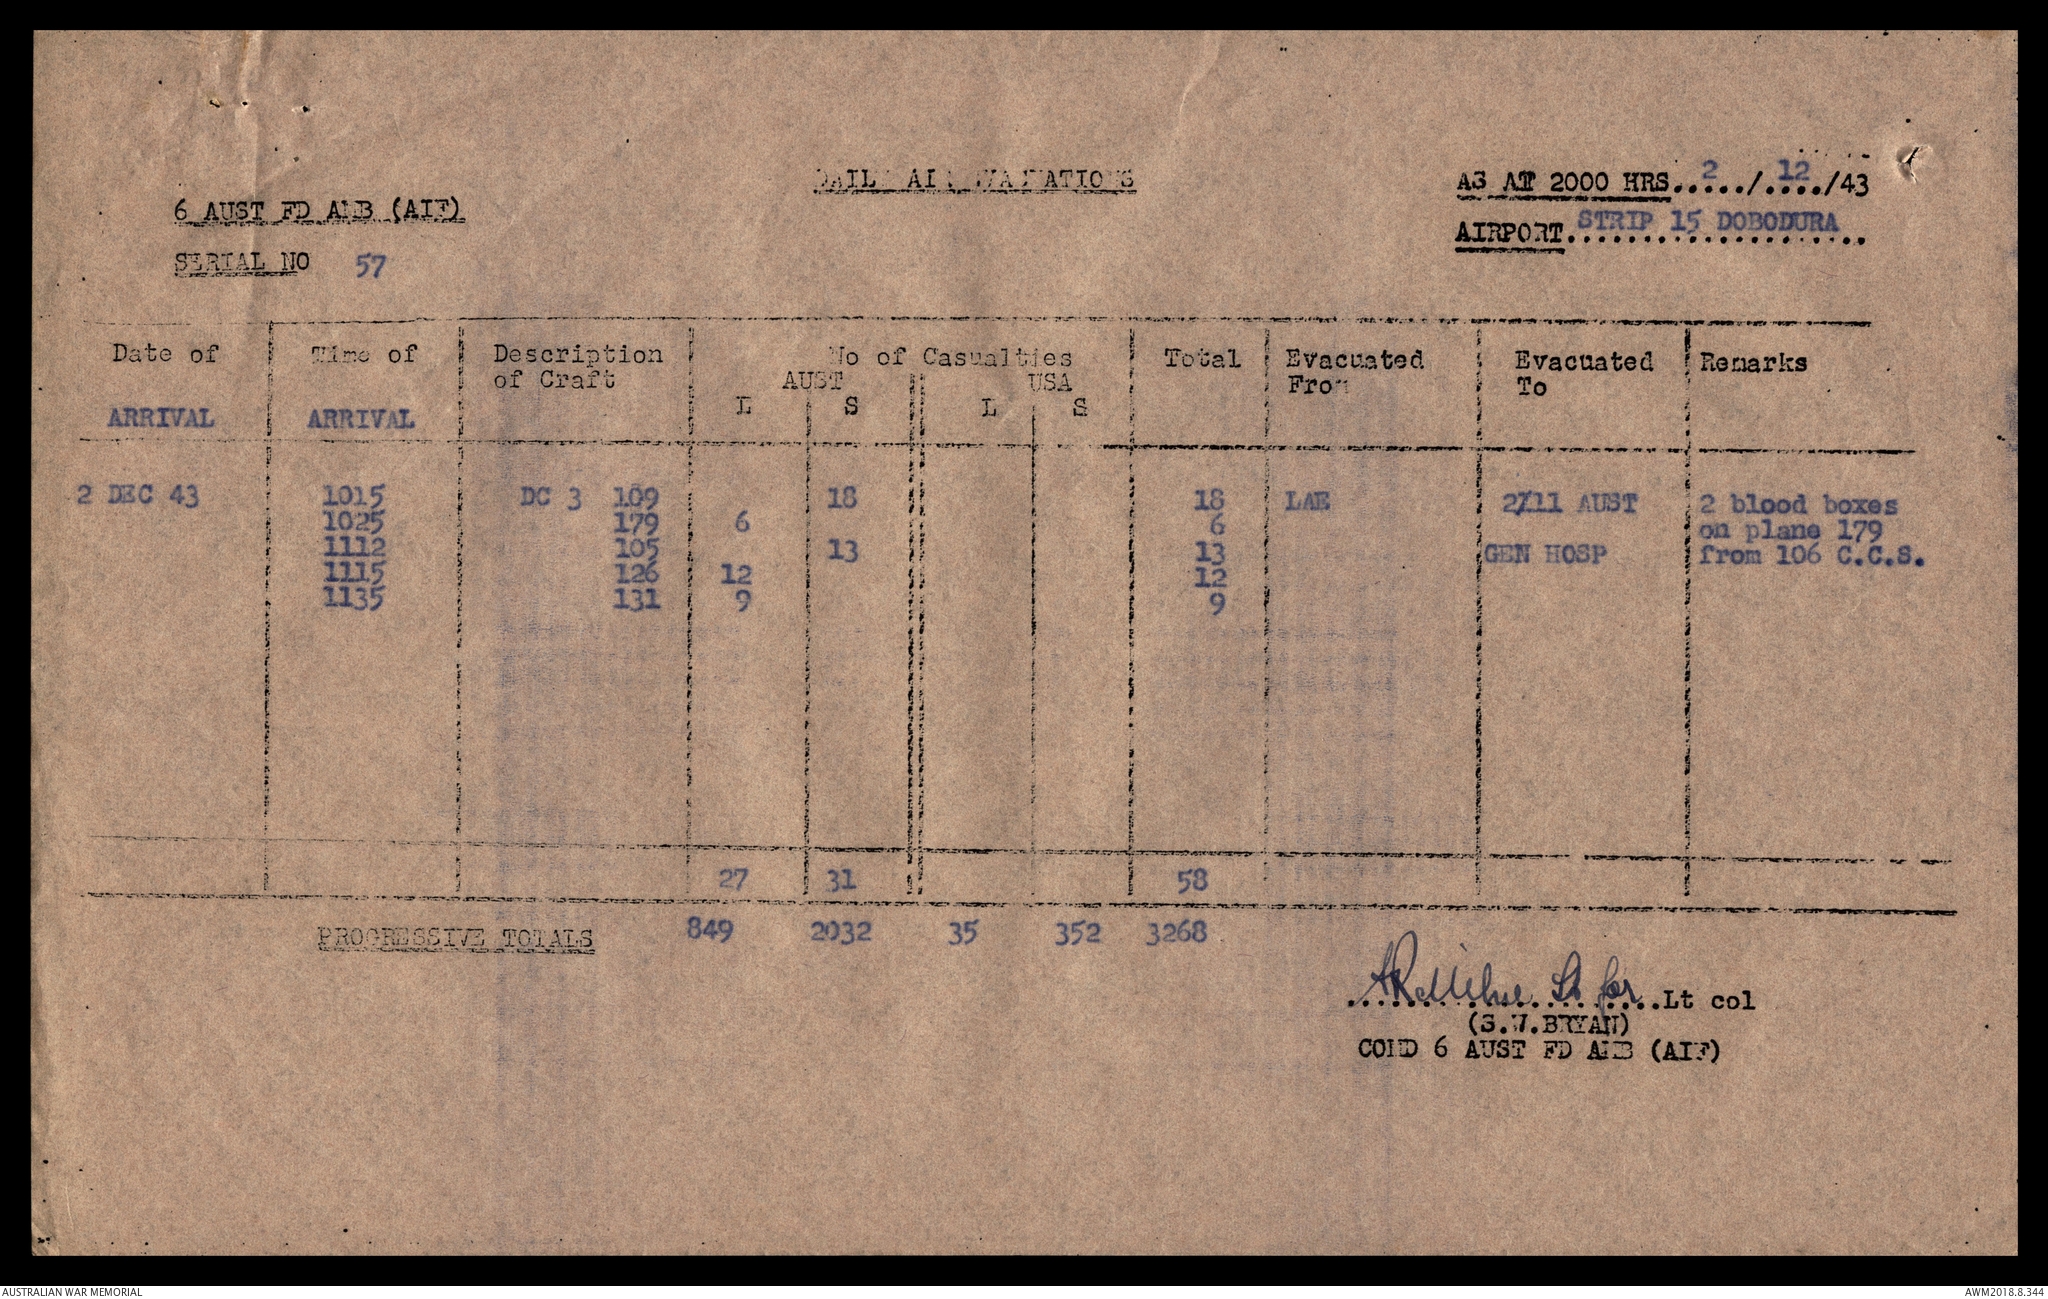 DAILY AIR EVACUATIONS
AS AT 2000 HRS..2../.12./43
6 AUST FD AMB (AIF)
AIRPORT STRIP 15 DOBODURA
SERIAL NO 57
Date of Time of Description No of Casualties Total Evacuated Evacuated Remarks
of Craft AUST USA From To
L S L S
ARRIVAL ARRIVAL
2 DEC 43 1015 DC 3 109 18 18 LAE 2/11 AUST 2 blood boxes
1025 179 6 6 on plane 179
1112 105 13 13 GEN HOSP from 106 C.C.S.
1115 126 12 12
1135 131 9 9
27 31 58
PROGRESSIVE TOTALS 849 2032 35 352 3268
Lt for Lt col
(S.W.BRYAN)
COMD 6 AUST FD AMB (AIF)
AUSTRALIAN WAR MEMORIAL
AWM2018.8.344